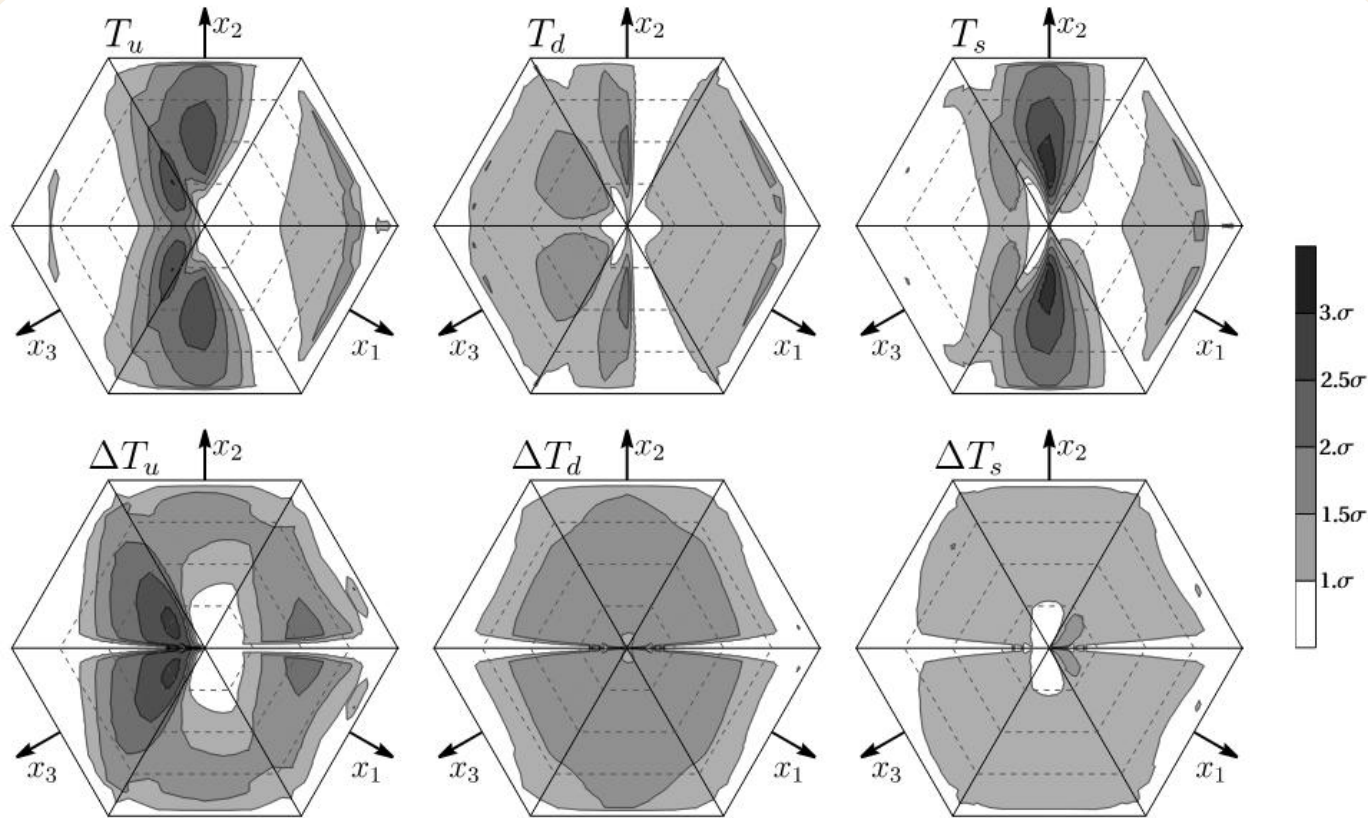 T_u x_2 T_d x_2 T_s x_2
x_3 x_1 x_3 x_1 x_3 x_1
3.σ
2.5σ
2.σ
1.5σ
1.σ
ΔT_u x_2 ΔT_d x_2 ΔT_s x_2
x_3 x_1 x_3 x_1 x_3 x_1